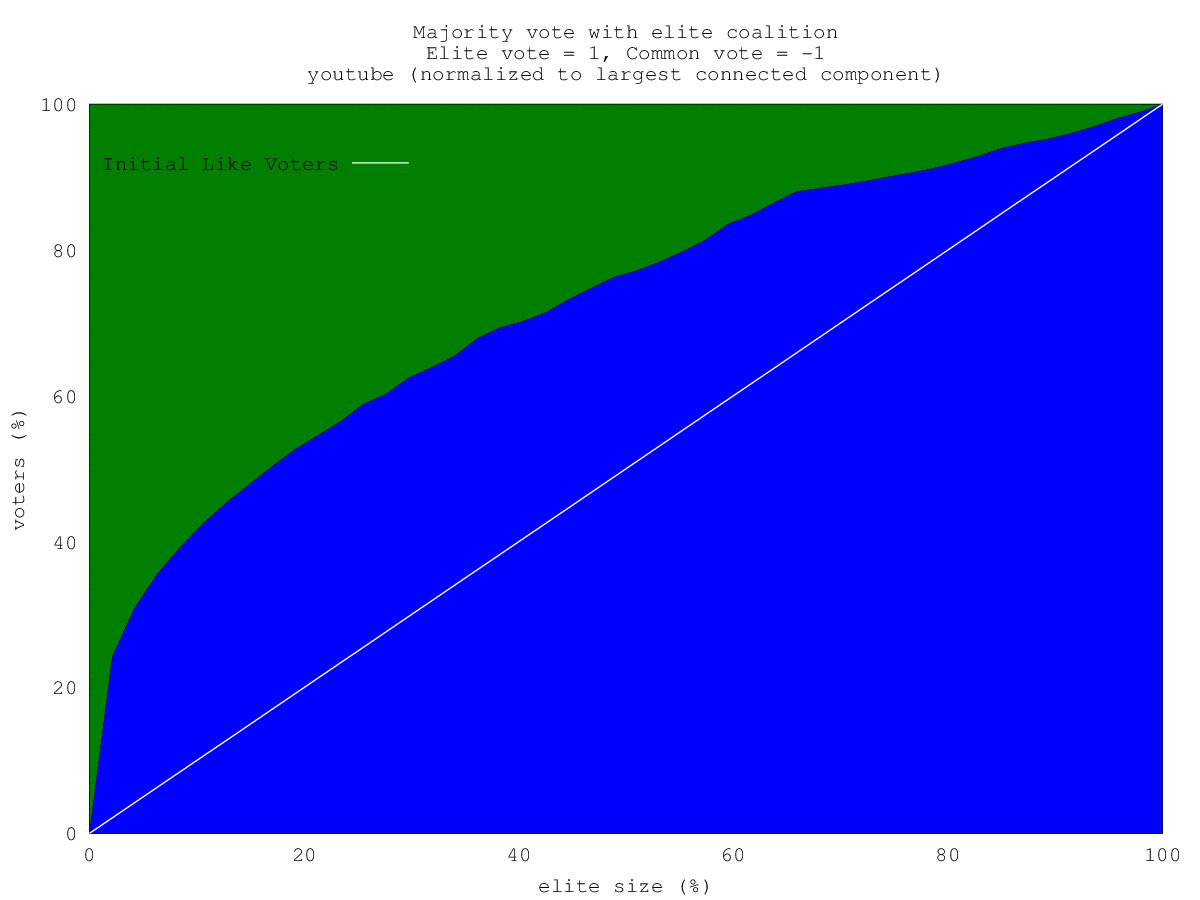 Majority vote with elite coalition
Elite vote = 1, Common vote = -1
youtube (normalized to largest connected component)
100
Initial Like Voters
80
60
voters (%)
40
20
0
0 20 40 60 80 100
elite size (%)